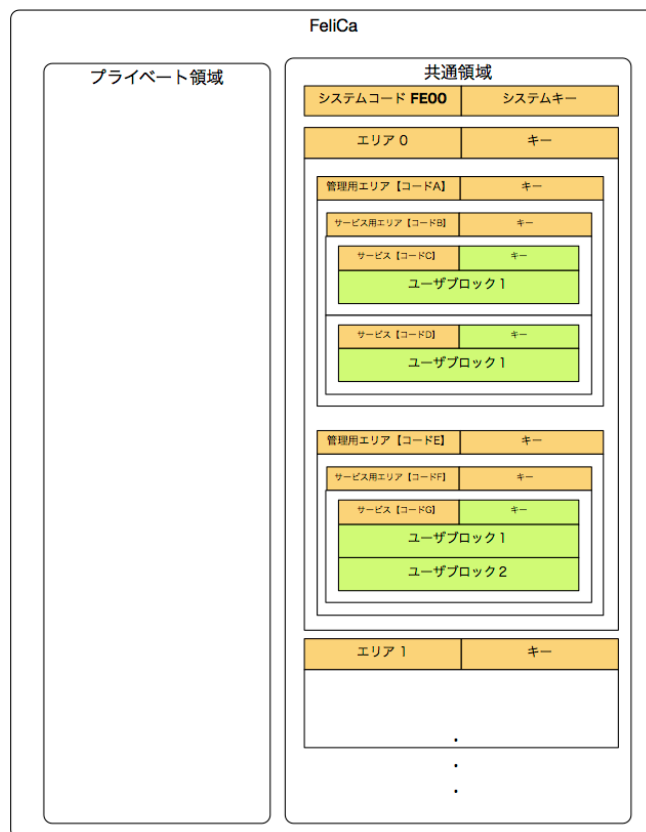 FeliCa
プライベート領域
共通領域
システムコード FE00 システムキー
エリア 0 キー
管理用エリア【コードA】 キー
サービス用エリア【コードB】 キー
サービス【コードC】 キー
ユーザブロック 1
サービス【コードD】 キー
ユーザブロック 1
管理用エリア【コードE】 キー
サービス用エリア【コードF】 キー
サービス【コードG】 キー
ユーザブロック 1
ユーザブロック 2
エリア 1 キー
・
・
・